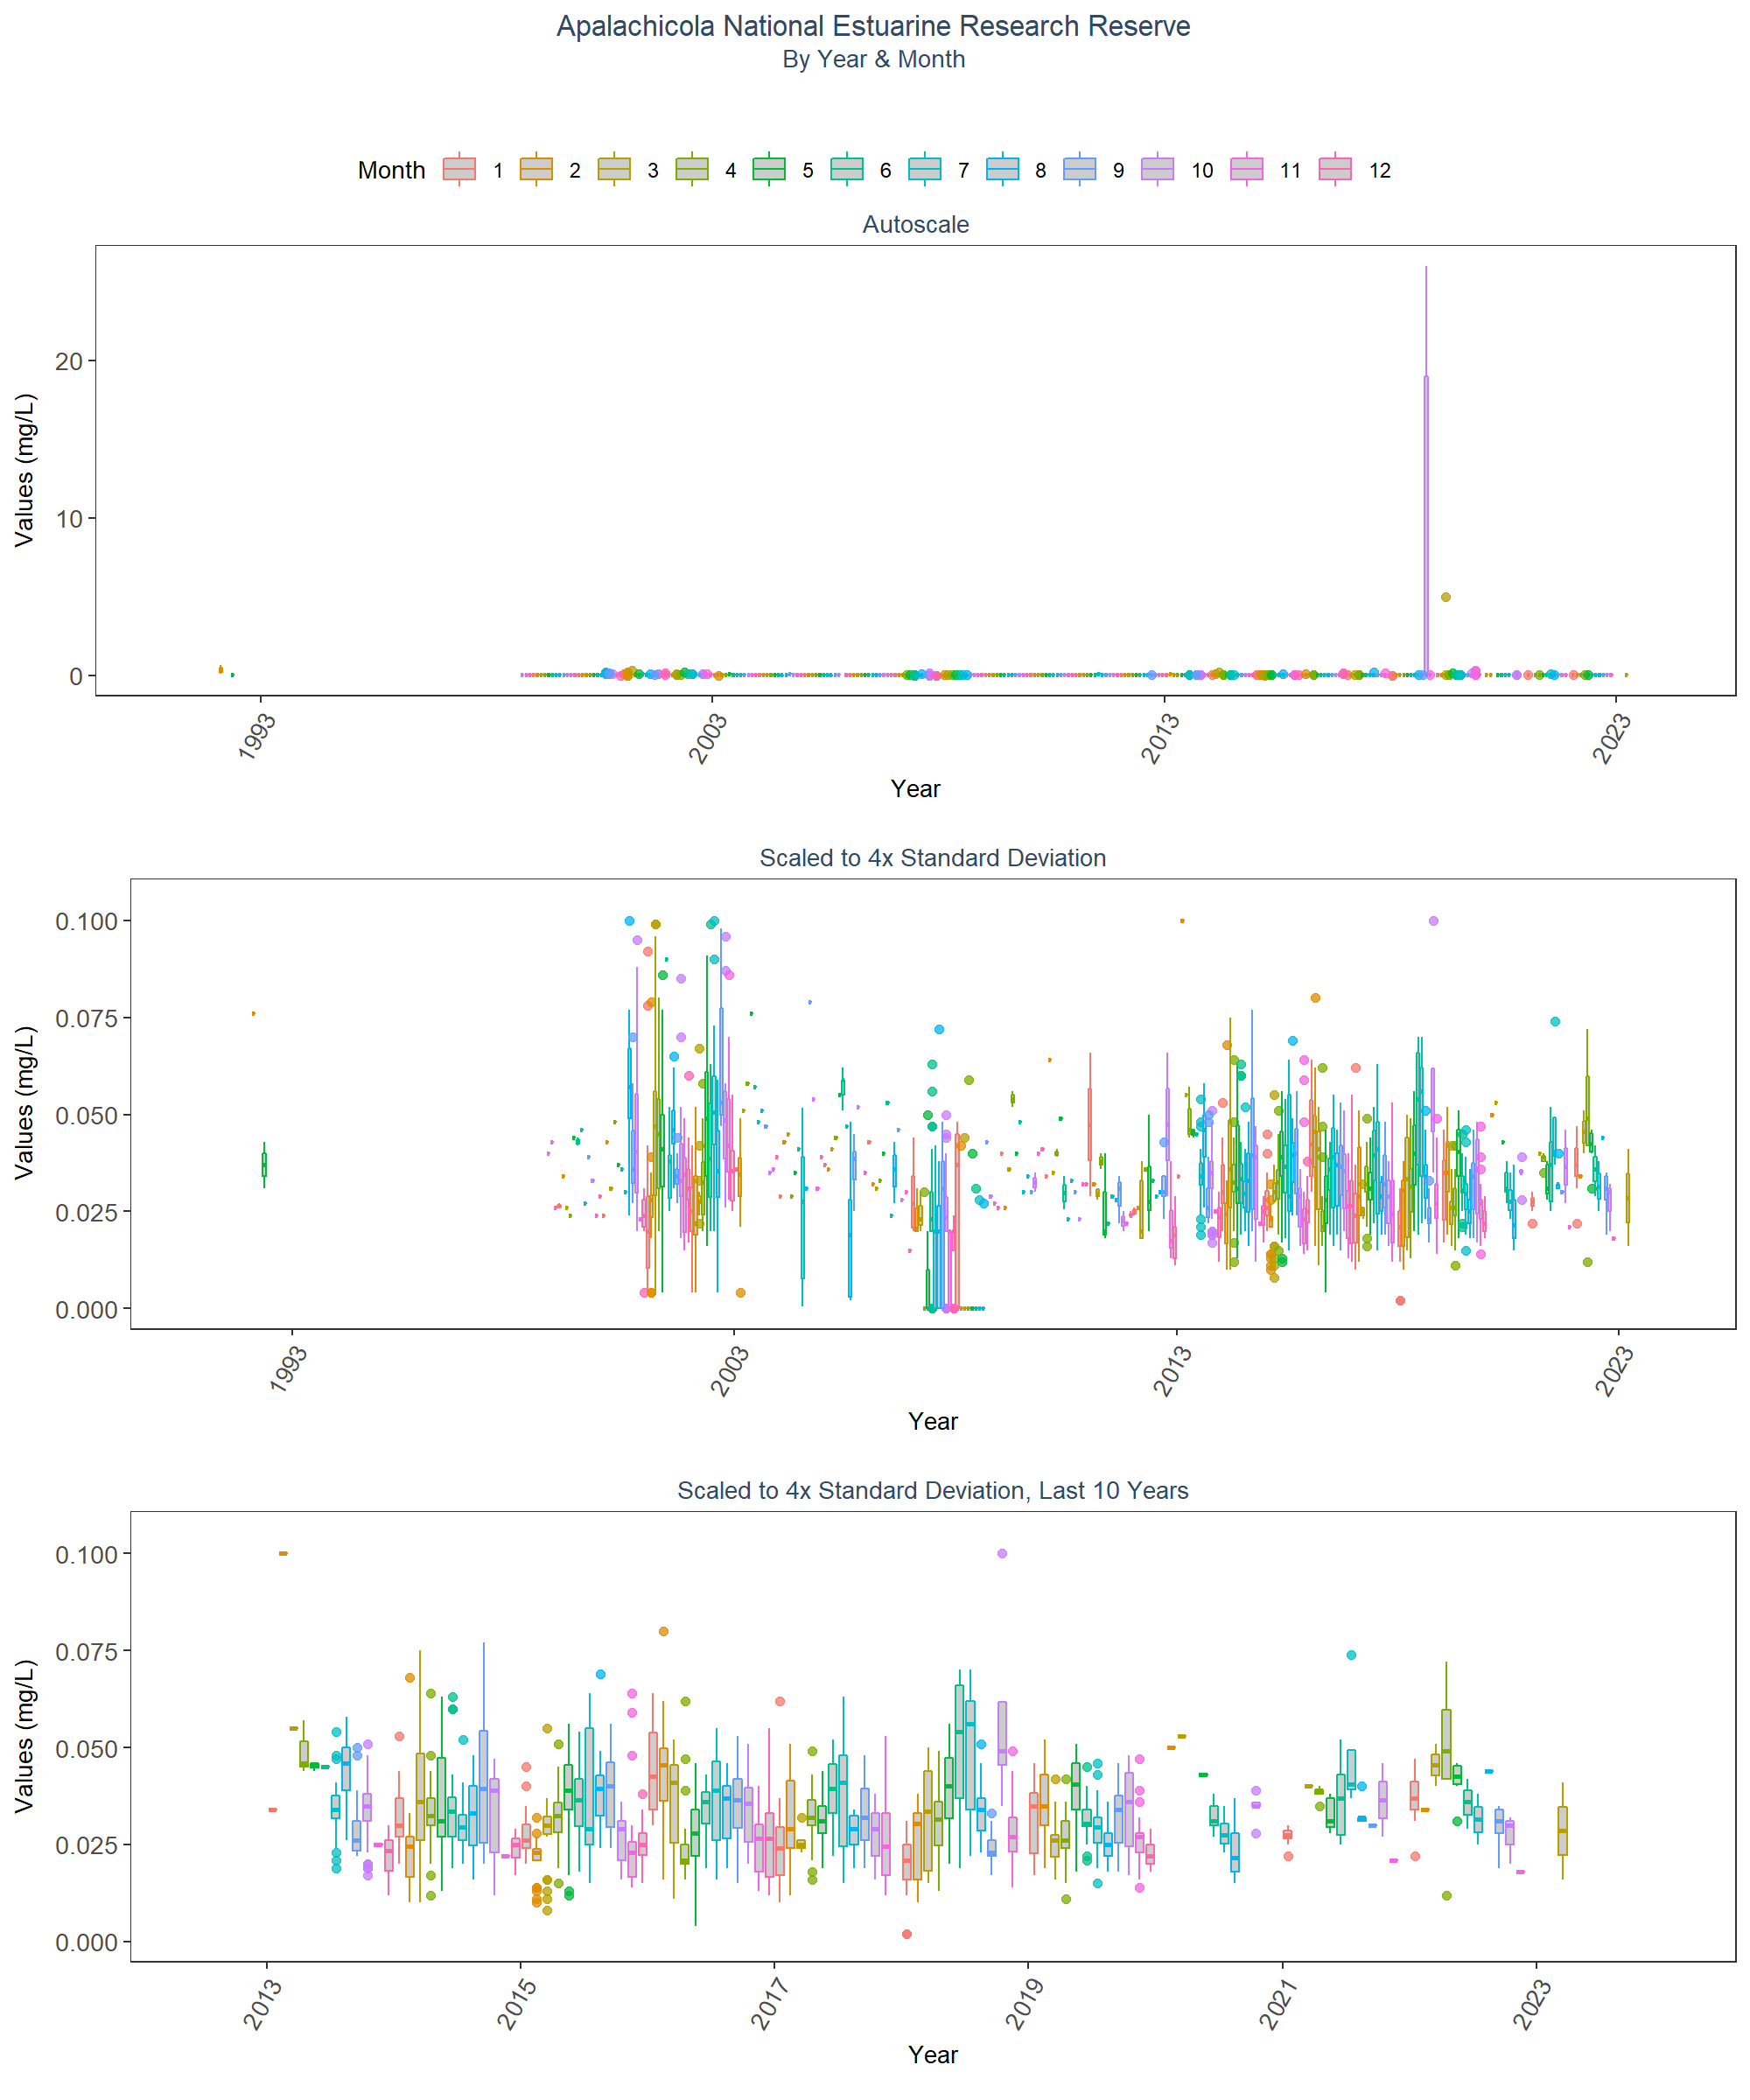 Apalachicola National Estuarine Research Reserve
By Year & Month
Month 1 2 3 4 5 6 7 8 9 10 11 12
Autoscale
Values (mg/L)
20
10
0
1993 2003 2013 2023
Year
Scaled to 4x Standard Deviation
Values (mg/L)
0.100
0.075
0.050
0.025
0.000
1993 2003 2013 2023
Year
Scaled to 4x Standard Deviation, Last 10 Years
Values (mg/L)
0.100
0.075
0.050
0.025
0.000
2013 2015 2017 2019 2021 2023
Year